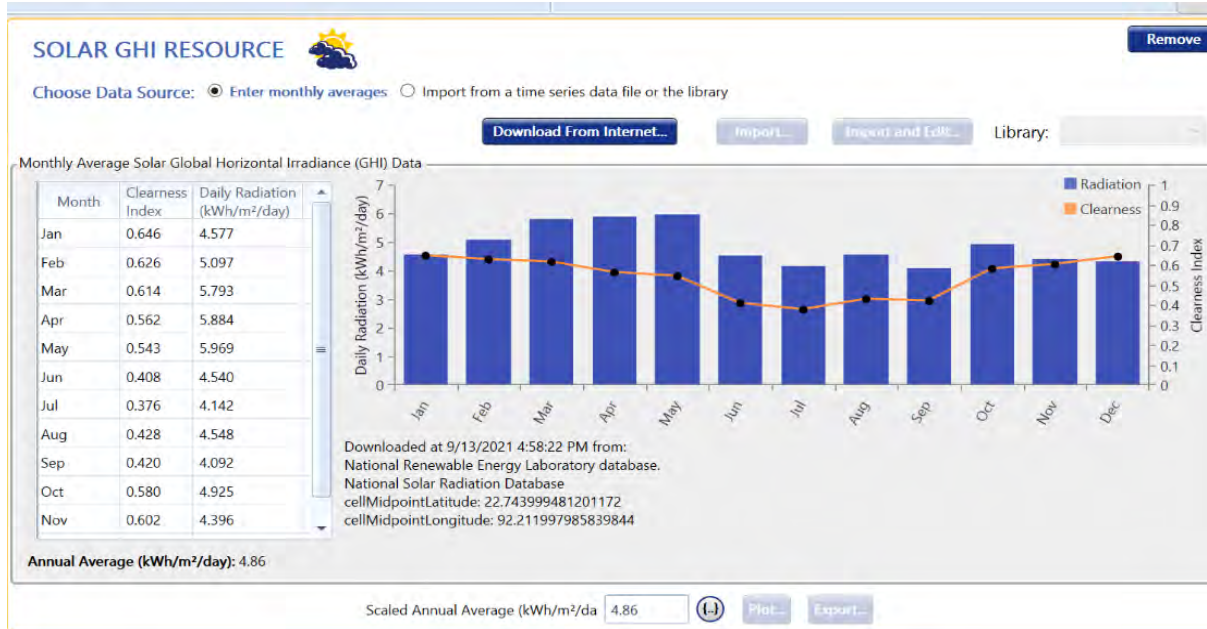 SOLAR GHI RESOURCE
Remove
Choose Data Source: Enter monthly averages Import from a time series data file or the library
Download From Internet... Import... Import and Edit... Library:
Monthly Average Solar Global Horizontal Irradiance (GHI) Data
Month Clearness Index Daily Radiation (kWh/m²/day)
Jan 0.646 4.577
Feb 0.626 5.097
Mar 0.614 5.793
Apr 0.562 5.884
May 0.543 5.969
Jun 0.408 4.540
Jul 0.376 4.142
Aug 0.428 4.548
Sep 0.420 4.092
Oct 0.580 4.925
Nov 0.602 4.396
Daily Radiation (kWh/m²/day)
7
6
5
4
3
2
1
0
Jan Feb Mar Apr May Jun Jul Aug Sep Oct Nov Dec
Radiation
Clearness
1
0.9
0.8
0.7
0.6
0.5
0.4
0.3
0.2
0.1
0
Clearness Index
Downloaded at 9/13/2021 4:58:22 PM from:
National Renewable Energy Laboratory database.
National Solar Radiation Database
cellMidpointLatitude: 22.743999481201172
cellMidpointLongitude: 92.211997985839844
Annual Average (kWh/m²/day): 4.86
Scaled Annual Average (kWh/m²/da 4.86 {..} Plot... Export...